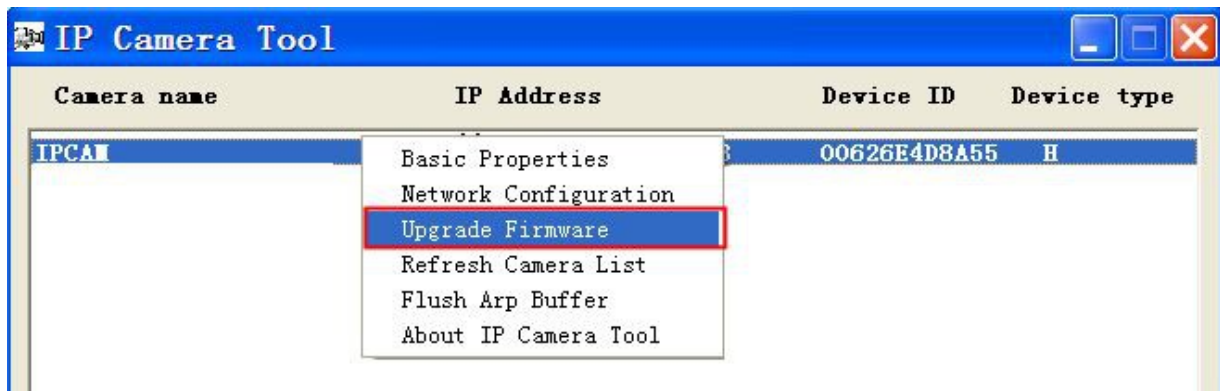 IP Camera Tool
Camera name IP Address Device ID Device type
IPCAM 00626E4D8A55 H
Basic Properties
Network Configuration
Upgrade Firmware
Refresh Camera List
Flush Arp Buffer
About IP Camera Tool